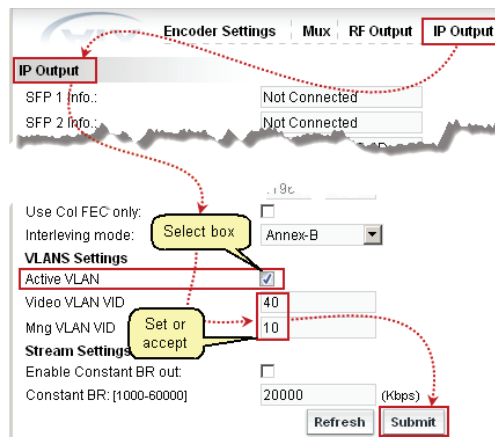 Encoder Settings Mux RF Output IP Output
IP Output
SFP 1 Info.: Not Connected
SFP 2 Info.: Not Connected
Use Col FEC only:
Interleving mode: Annex-B
Select box
VLANS Settings
Active VLAN
Video VLAN VID 40
Mng VLAN VID 10
Set or
accept
Stream Settings
Enable Constant BR out:
Constant BR: [1000-60000] 20000 (Kbps)
Refresh Submit